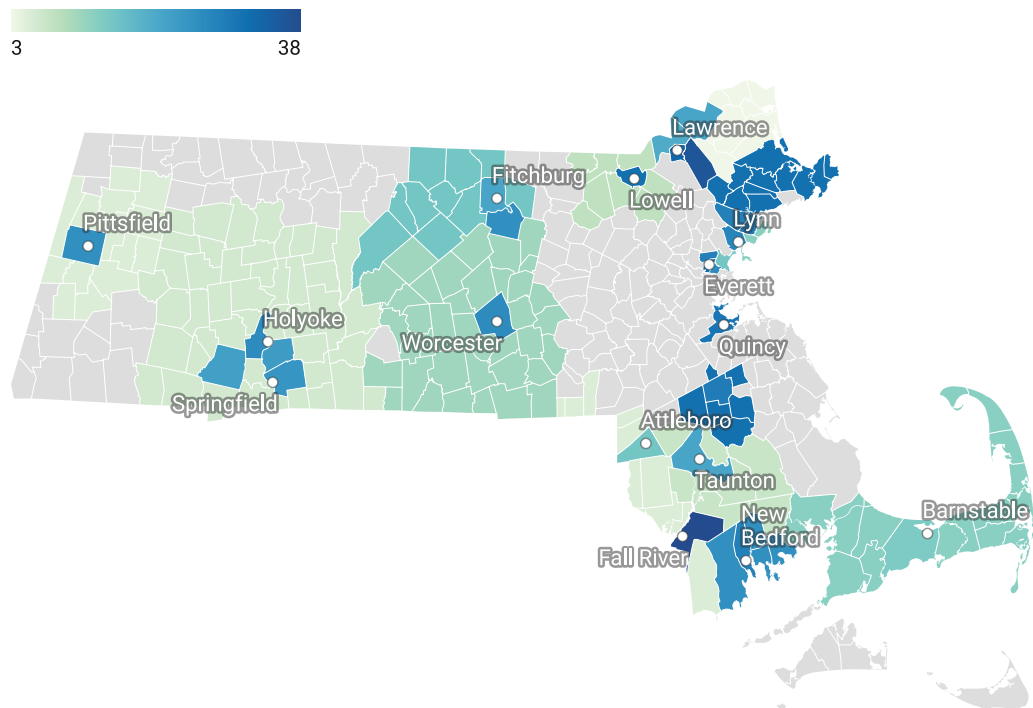 3 38
Lawrence
Fitchburg
Lowell
Pittsfield
Lynn
Everett
Holyoke
Worcester
Quincy
Springfield
Attleboro
Taunton
New
Bedford
Barnstable
Fall River